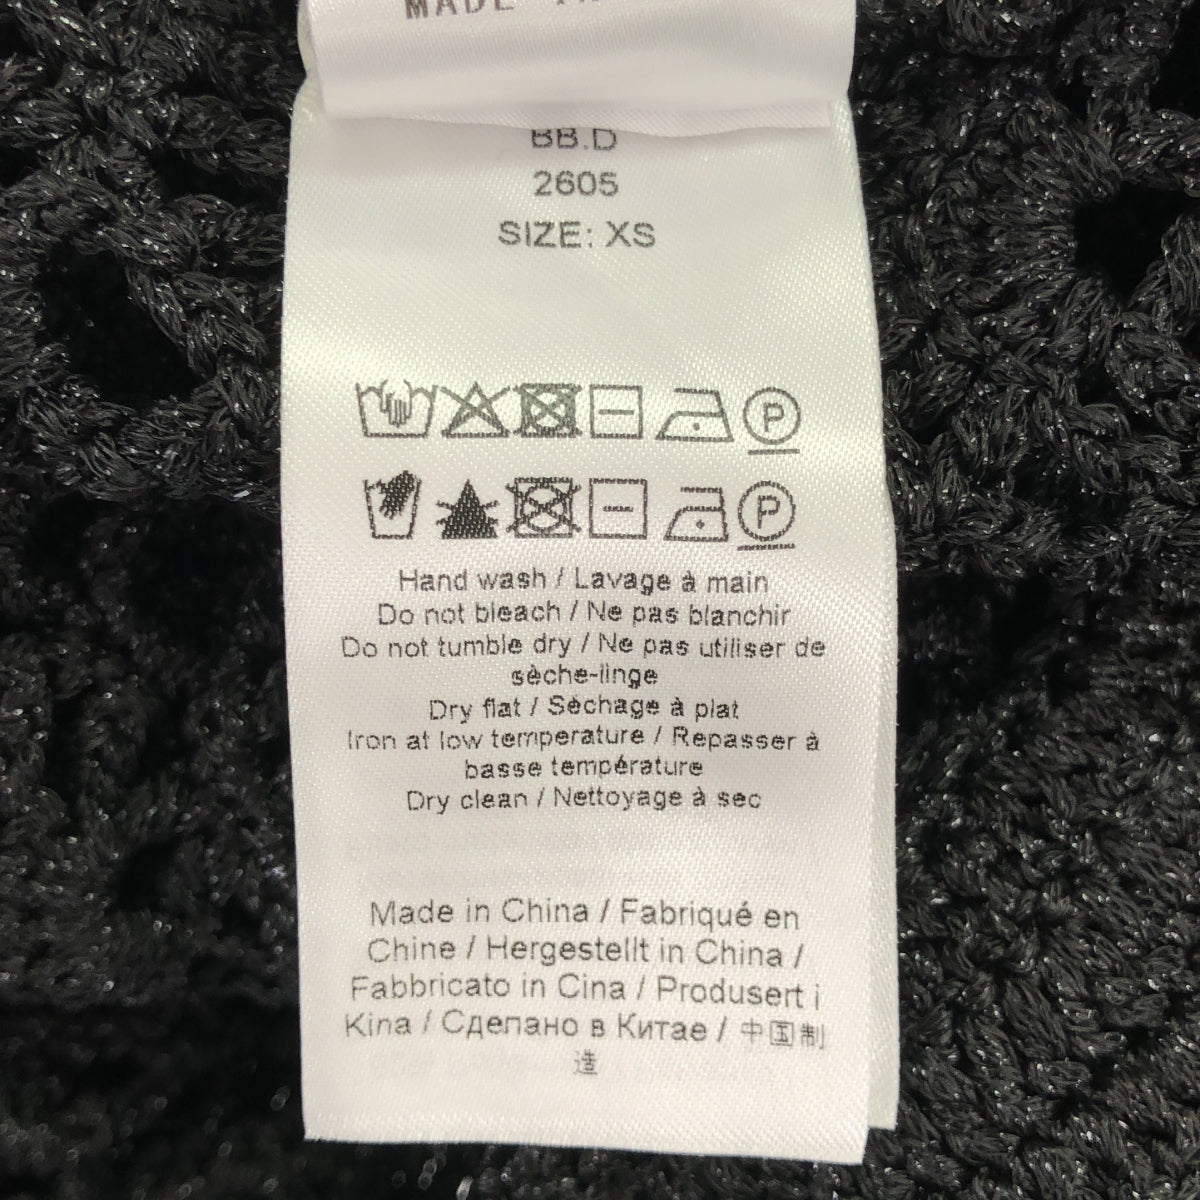 MADE
BB.D
2605
SIZE: XS
P
P
Hand wash / Lavage à main
Do not bleach / Ne pas blanchir
Do not tumble dry / Ne pas utiliser de
sèche-linge
Dry flat / Séchage à plat
Iron at low temperature / Repasser à
basse température
Dry clean / Nettoyage à sec
Made in China / Fabriqué en
Chine / Hergestellt in China /
Fabbricato in Cina / Produsert i
Kina / Сделано в Китае / 中国制
造